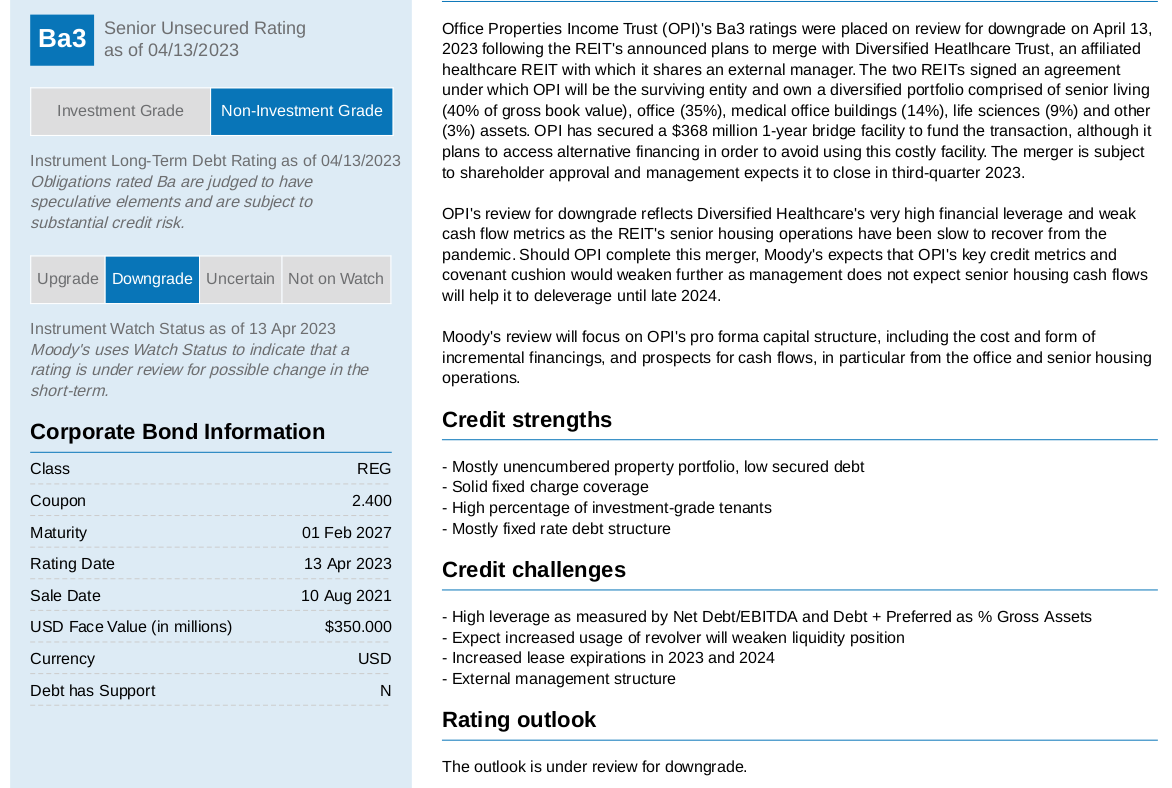 Ba3
Senior Unsecured Rating
as of 04/13/2023
Investment Grade
Non-Investment Grade
Instrument Long-Term Debt Rating as of 04/13/2023
Obligations rated Ba are judged to have
speculative elements and are subject to
substantial credit risk.
Upgrade
Downgrade
Uncertain
Not on Watch
Instrument Watch Status as of 13 Apr 2023
Moody's uses Watch Status to indicate that a
rating is under review for possible change in the
short-term.
Corporate Bond Information
Class REG
Coupon 2.400
Maturity 01 Feb 2027
Rating Date 13 Apr 2023
Sale Date 10 Aug 2021
USD Face Value (in millions) $350.000
Currency USD
Debt has Support N
Office Properties Income Trust (OPI)'s Ba3 ratings were placed on review for downgrade on April 13,
2023 following the REIT's announced plans to merge with Diversified Heatlhcare Trust, an affiliated
healthcare REIT with which it shares an external manager. The two REITs signed an agreement
under which OPI will be the surviving entity and own a diversified portfolio comprised of senior living
(40% of gross book value), office (35%), medical office buildings (14%), life sciences (9%) and other
(3%) assets. OPI has secured a $368 million 1-year bridge facility to fund the transaction, although it
plans to access alternative financing in order to avoid using this costly facility. The merger is subject
to shareholder approval and management expects it to close in third-quarter 2023.
OPI's review for downgrade reflects Diversified Healthcare's very high financial leverage and weak
cash flow metrics as the REIT's senior housing operations have been slow to recover from the
pandemic. Should OPI complete this merger, Moody's expects that OPI's key credit metrics and
covenant cushion would weaken further as management does not expect senior housing cash flows
will help it to deleverage until late 2024.
Moody's review will focus on OPI's pro forma capital structure, including the cost and form of
incremental financings, and prospects for cash flows, in particular from the office and senior housing
operations.
Credit strengths
- Mostly unencumbered property portfolio, low secured debt
- Solid fixed charge coverage
- High percentage of investment-grade tenants
- Mostly fixed rate debt structure
Credit challenges
- High leverage as measured by Net Debt/EBITDA and Debt + Preferred as % Gross Assets
- Expect increased usage of revolver will weaken liquidity position
- Increased lease expirations in 2023 and 2024
- External management structure
Rating outlook
The outlook is under review for downgrade.